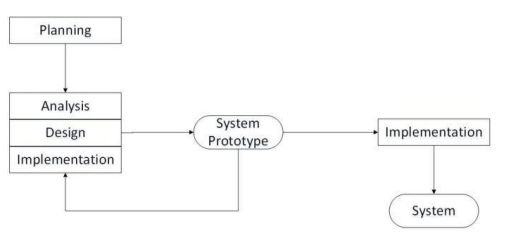 Planning
Analysis
Design
Implementation
System
Prototype
Implementation
System